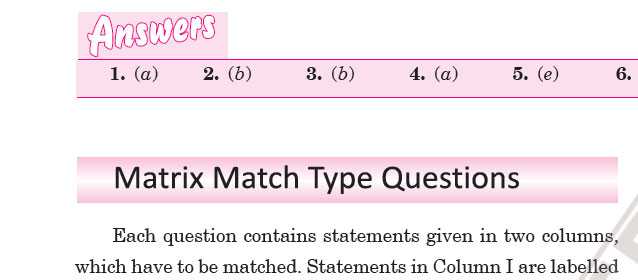 Answers
1. (a) 2. (b) 3. (b) 4. (a) 5. (e) 6.
Matrix Match Type Questions
Each question contains statements given in two columns,
which have to be matched. Statements in Column I are labelled